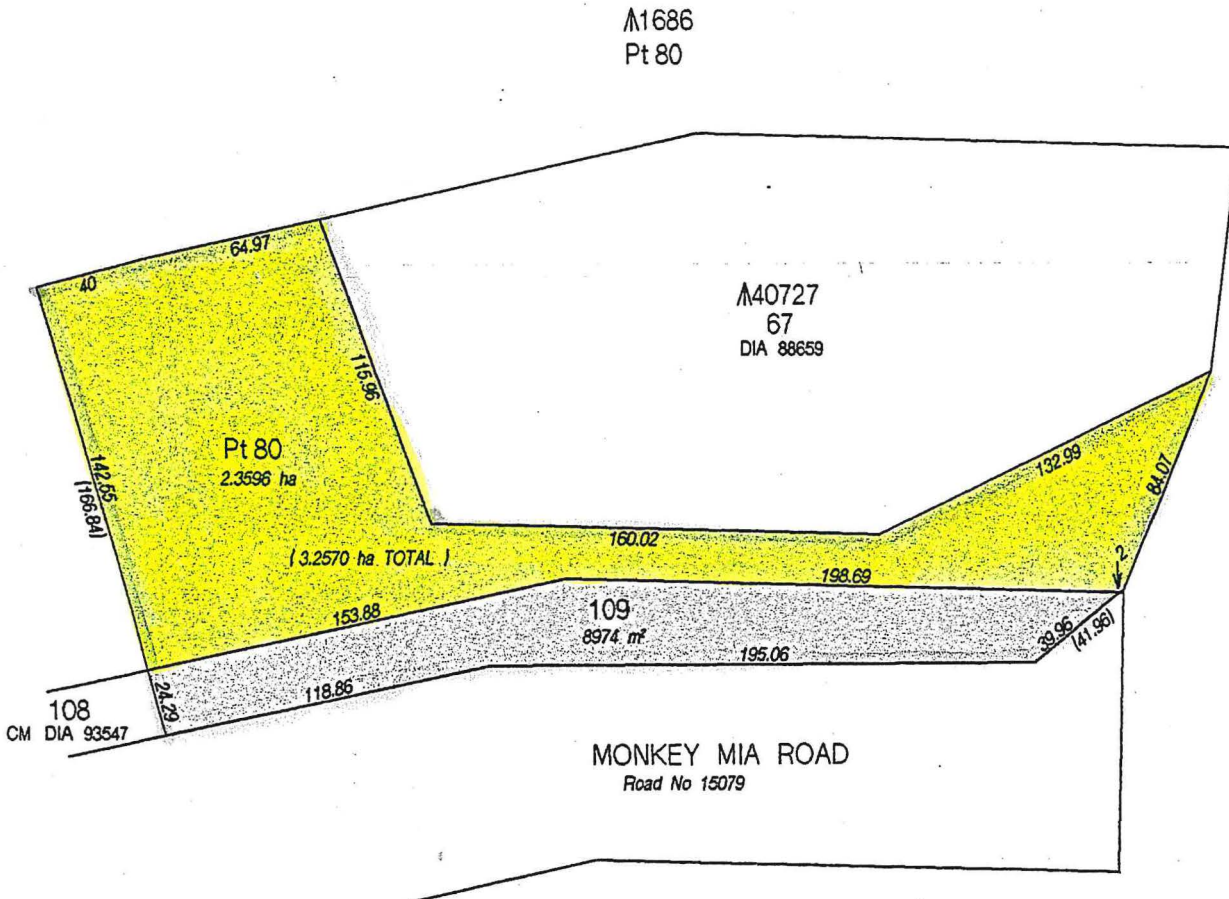 1686
Pt 80
64.97
40
40727
67
DIA 88659
115.96
Pt 80
2.3596 ha
142.55
(166.84)
132.99
84.07
160.02
( 3.2570 ha TOTAL )
2
198.69
153.88
109
8974 m²
39.96
(41.96)
195.06
118.86
24.29
108
CM DIA 93547
MONKEY MIA ROAD
Road No 15079